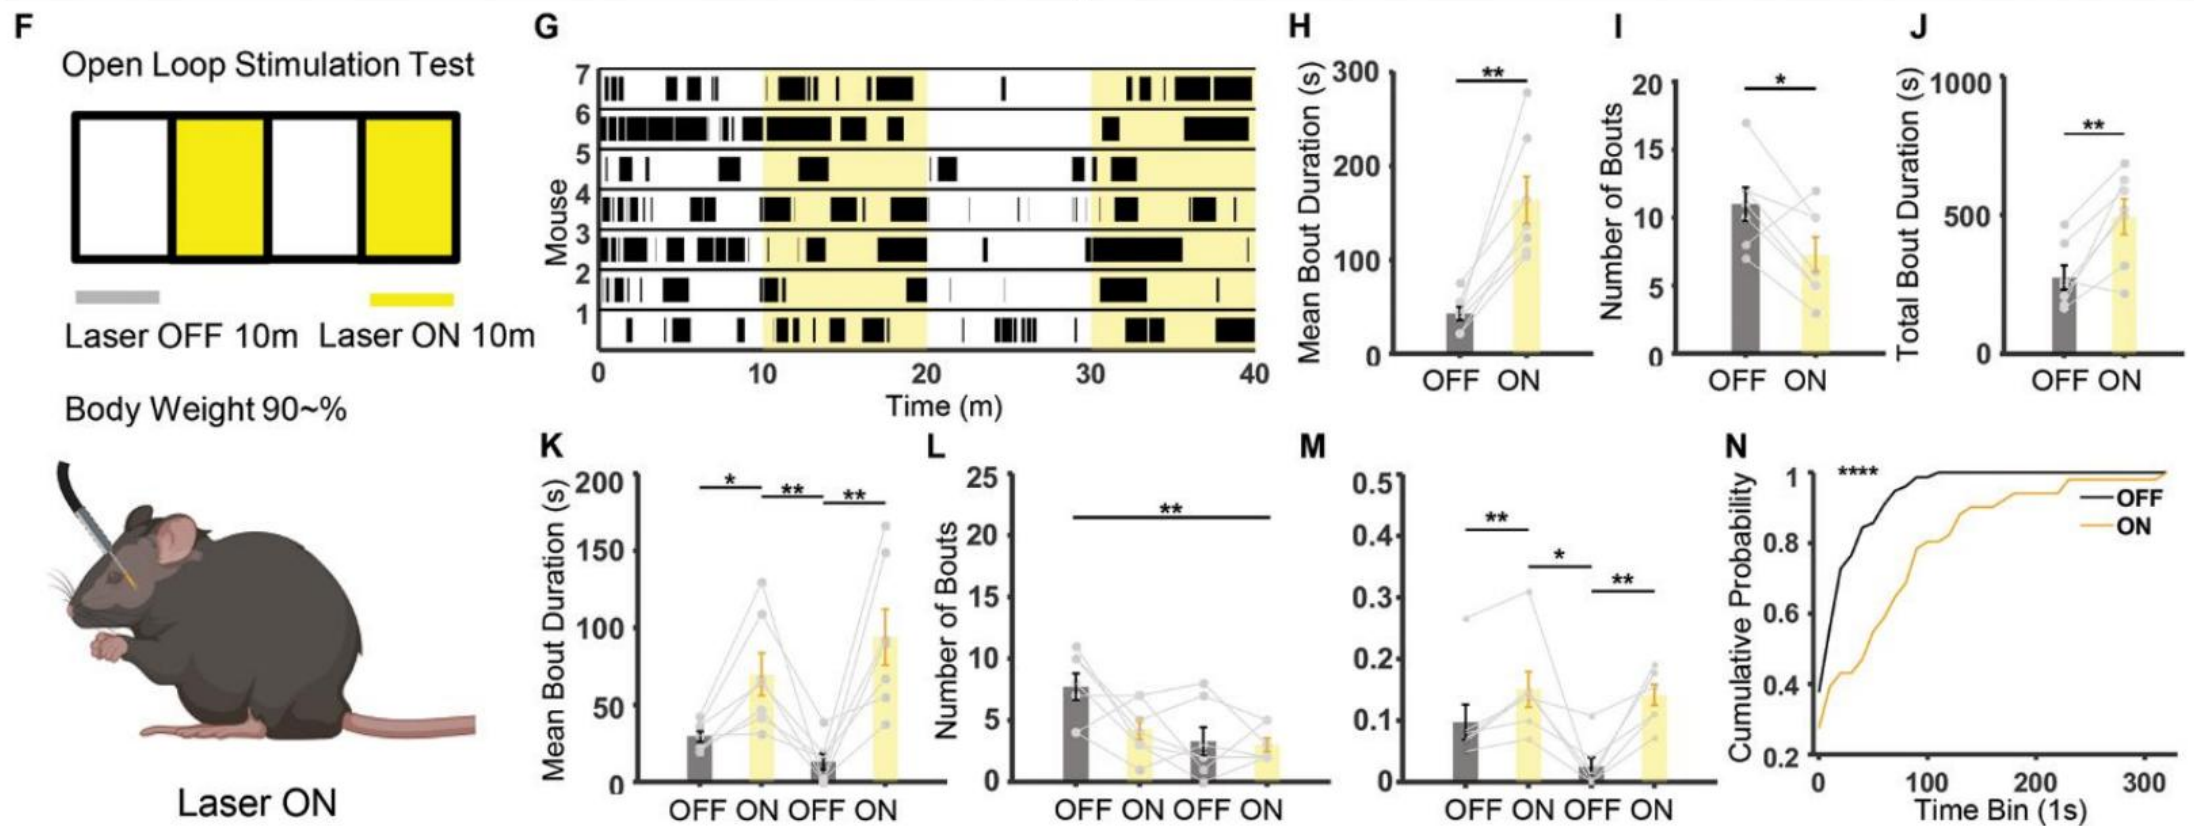 F
Open Loop Stimulation Test
Laser OFF 10m
Laser ON 10m
Body Weight 90~%
Laser ON
G
Mouse
7
6
5
4
3
2
1
0
10
20
30
40
Time (m)
H
Mean Bout Duration (s)
300
200
100
0
**
OFF ON
I
Number of Bouts
20
15
10
5
0
*
OFF ON
J
Total Bout Duration (s)
1000
500
0
**
OFF ON
K
Mean Bout Duration (s)
200
150
100
50
0
*
**
**
OFF ON OFF ON
L
Number of Bouts
25
20
15
10
5
0
**
OFF ON OFF ON
M
0.5
0.4
0.3
0.2
0.1
0
**
*
**
OFF ON OFF ON
N
Cumulative Probability
1
0.8
0.6
0.4
0.2
****
OFF
ON
0
100
200
300
Time Bin (1s)